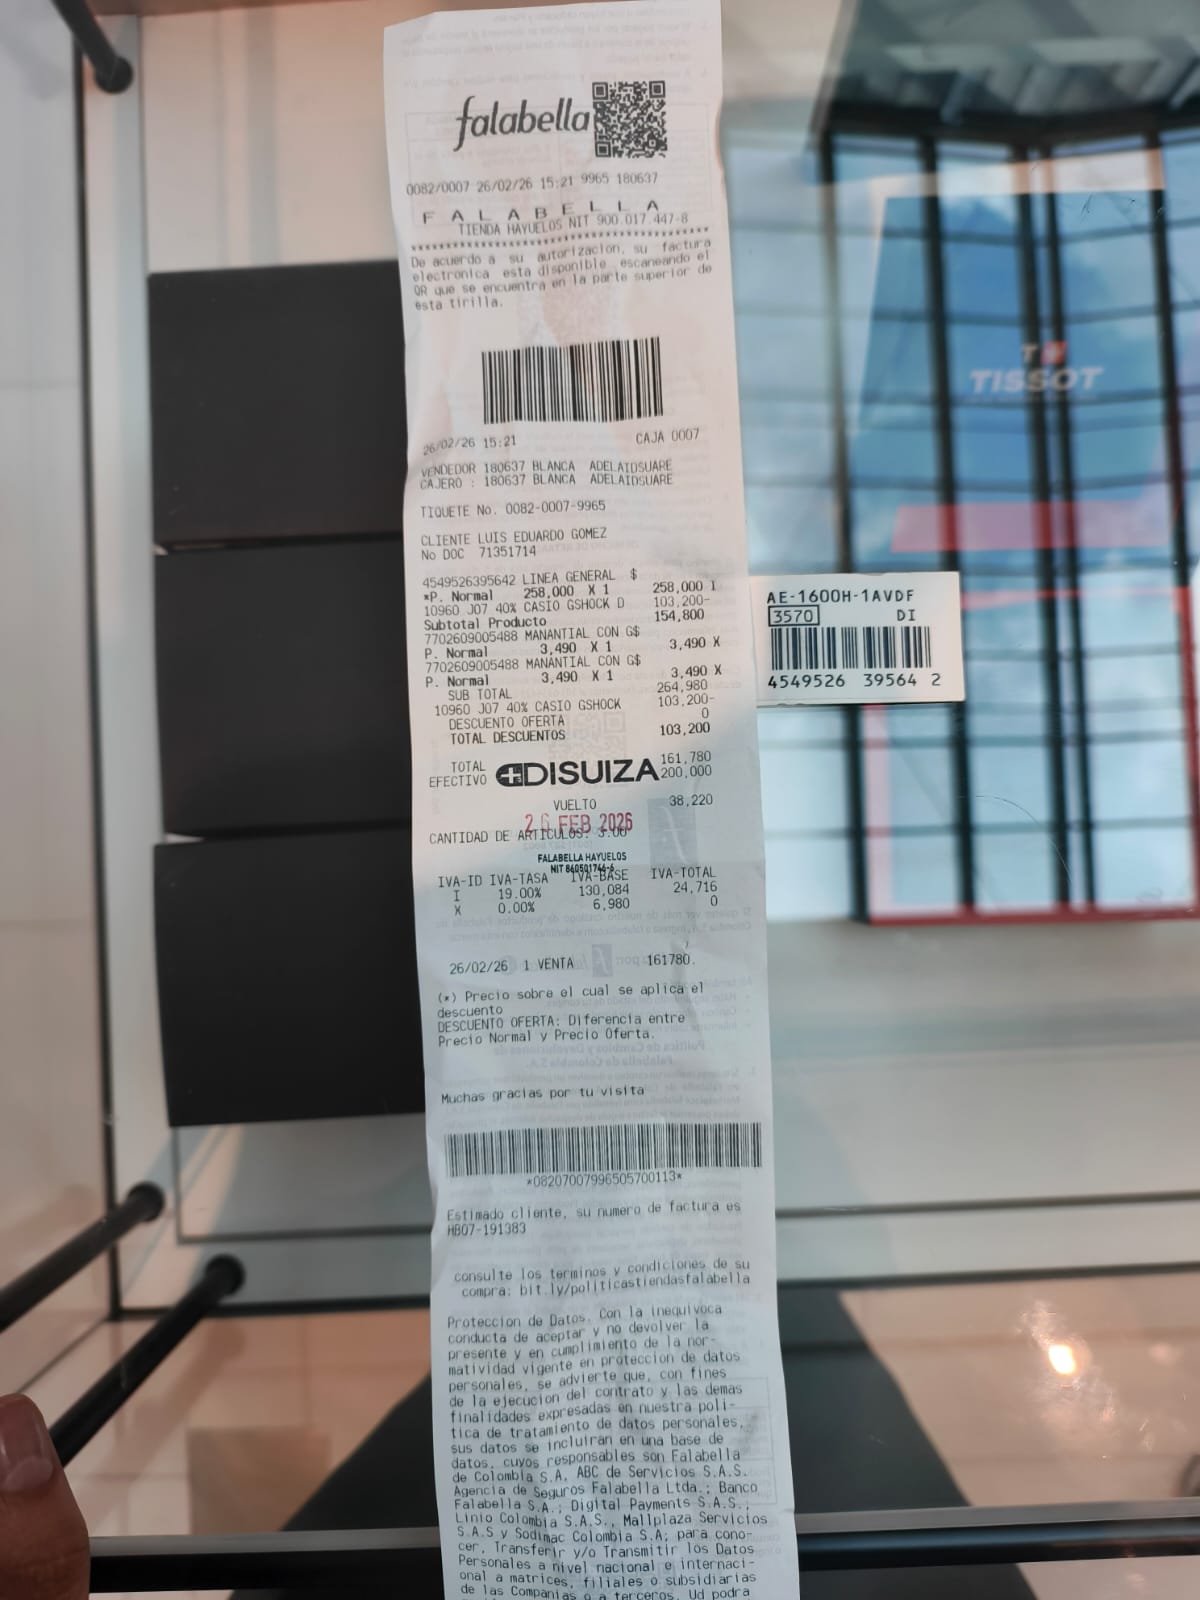 falabella
0082/0007 26/02/26 15:21 9965 180637
F A L A B E L L A
TIENDA HAYUELOS NIT 900.017.447-8
****************************************
De acuerdo a su autorizacion, su factura
electronica esta disponible escaneando el
QR que se encuentra en la parte superior de
esta tirilla.
26/02/26 15:21 CAJA 0007
VENDEDOR 180637 BLANCA ADELAIDSUARE
CAJERO : 180637 BLANCA ADELAIDSUARE
TIQUETE No. 0082-0007-9965
CLIENTE LUIS EDUARDO GOMEZ
No DOC 71351714
4549526395642 LINEA GENERAL $
*P. Normal 258,000 X 1 258,000 I
10960 J07 40% CASIO GSHOCK D 103,200-
Subtotal Producto 154,800
7702609005488 MANANTIAL CON G$
P. Normal 3,490 X 1 3,490 X
7702609005488 MANANTIAL CON G$
P. Normal 3,490 X 1 3,490 X
SUB TOTAL 264,980
10960 J07 40% CASIO GSHOCK 103,200-
DESCUENTO OFERTA 0
TOTAL DESCUENTOS 103,200
TOTAL 161,780
EFECTIVO 200,000
DISUIZA
VUELTO 38,220
26 FEB 2026
CANTIDAD DE ARTICULOS: 3.00
FALABELLA HAYUELOS
NIT 860501744-6
IVA-ID IVA-TASA IVA-BASE IVA-TOTAL
I 19.00% 130,084 24,716
X 0.00% 6,980 0
26/02/26 1 VENTA 161780.
(*) Precio sobre el cual se aplica el
descuento
DESCUENTO OFERTA: Diferencia entre
Precio Normal y Precio Oferta.
Muchas gracias por tu visita
*08207007996505700113*
Estimado cliente, su numero de factura es
HB07-191383
consulte los terminos y condiciones de su
compra: bit.ly/politicastiendasfalabella
Proteccion de Datos. Con la inequivoca
conducta de aceptar y no devolver la
presente y en cumplimiento de la nor-
matividad vigente en proteccion de datos
personales, se advierte que, con fines
de la ejecucion del contrato y las demas
finalidades expresadas en nuestra poli-
tica de tratamiento de datos personales,
sus datos se incluiran en una base de
datos, cuyos responsables son Falabella
de Colombia S.A, ABC de Servicios S.A.S.
Agencia de Seguros Falabella Ltda.; Banco
Falabella S.A.; Digital Payments S.A.S.;
Linio Colombia S.A.S., Mallplaza Servicios
S.A.S y Sodimac Colombia S.A; para cono-
cer, Transferir y/o Transmitir los Datos
Personales a nivel nacional e internaci-
onal a matrices, filiales o subsidiarias
de las Companias o a terceros. Ud podra
AE-1600H-1AVDF
3570 DI
4549526 39564 2
T
TISSOT